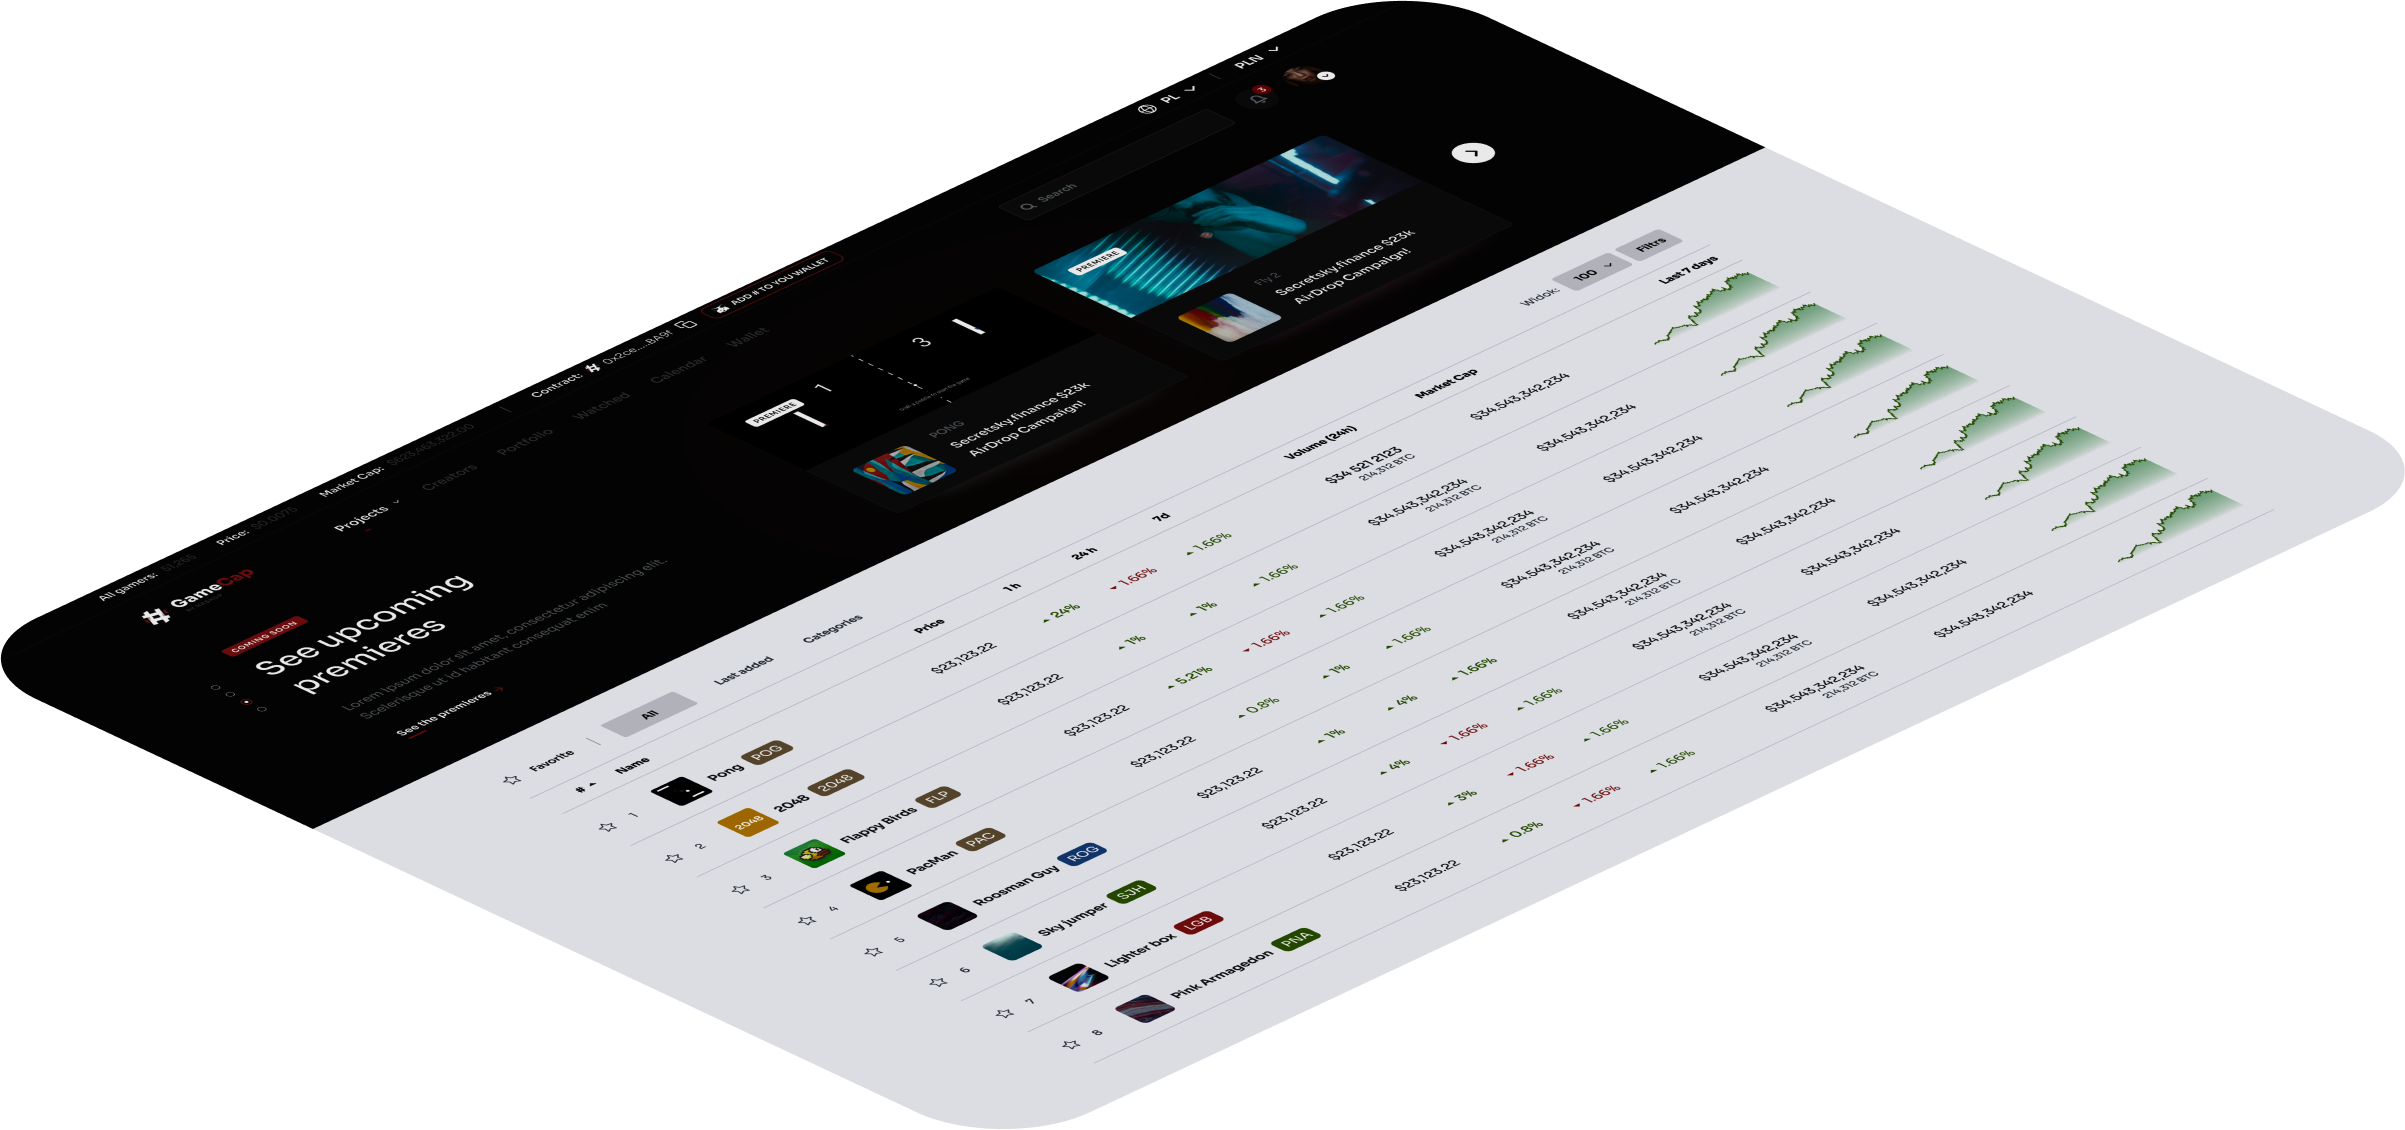 All gamers: 51,256 Price: $0.0075 Market Cap: Contract: 0x2ce....8A9f ADD # TO YOU WALLET PL PLN
GameCap
Projects Creators Portfolio Watched Calendar Wallet Search 3
COMING SOON
See upcoming
premieres
Lorem ipsum dolor sit amet, consectetur adipiscing elit.
Scelerisque ut id habitant consequat enim
See the premieres
PREMIERE
1 3
PONG
Secretsky.finance $23k
AirDrop Campaign!
PREMIERE
Fly 2
Secretsky.finance $23k
AirDrop Campaign!
Favorite All Last added Categories Widok: 100 Filtrs
# Name Price 1 h 24 h 7d Volume (24h) Market Cap Last 7 days
1 Pong POG $23,123.22 24% 1.66% 1.66% $34 521 2123 $34.543,342,234
214,312 BTC
2 2048 2048 2048 $23,123.22 1% 1% 1.66% $34.543,342,234 $34.543,342,234
214,312 BTC
3 Flappy Birds FLP $23,123.22 5.21% 1.66% 1.66% $34.543,342,234 $34.543,342,234
214,312 BTC
4 PacMan PAC $23,123.22 0.8% 1% 1.66% $34.543,342,234 $34.543,342,234
214,312 BTC
5 Roosman Guy ROG $23,123.22 1% 4% 1.66% $34.543,342,234 $34.543,342,234
214,312 BTC
6 Sky jumper SJH $23,123.22 4% 1.66% 1.66% $34.543,342,234 $34.543,342,234
214,312 BTC
7 Lighter box LGB $23,123.22 3% 1.66% 1.66% $34.543,342,234 $34.543,342,234
214,312 BTC
8 Pink Armagedon PNA $23,123.22 0.8% 1.66% 1.66% $34.543,342,234 $34.543,342,234
214,312 BTC